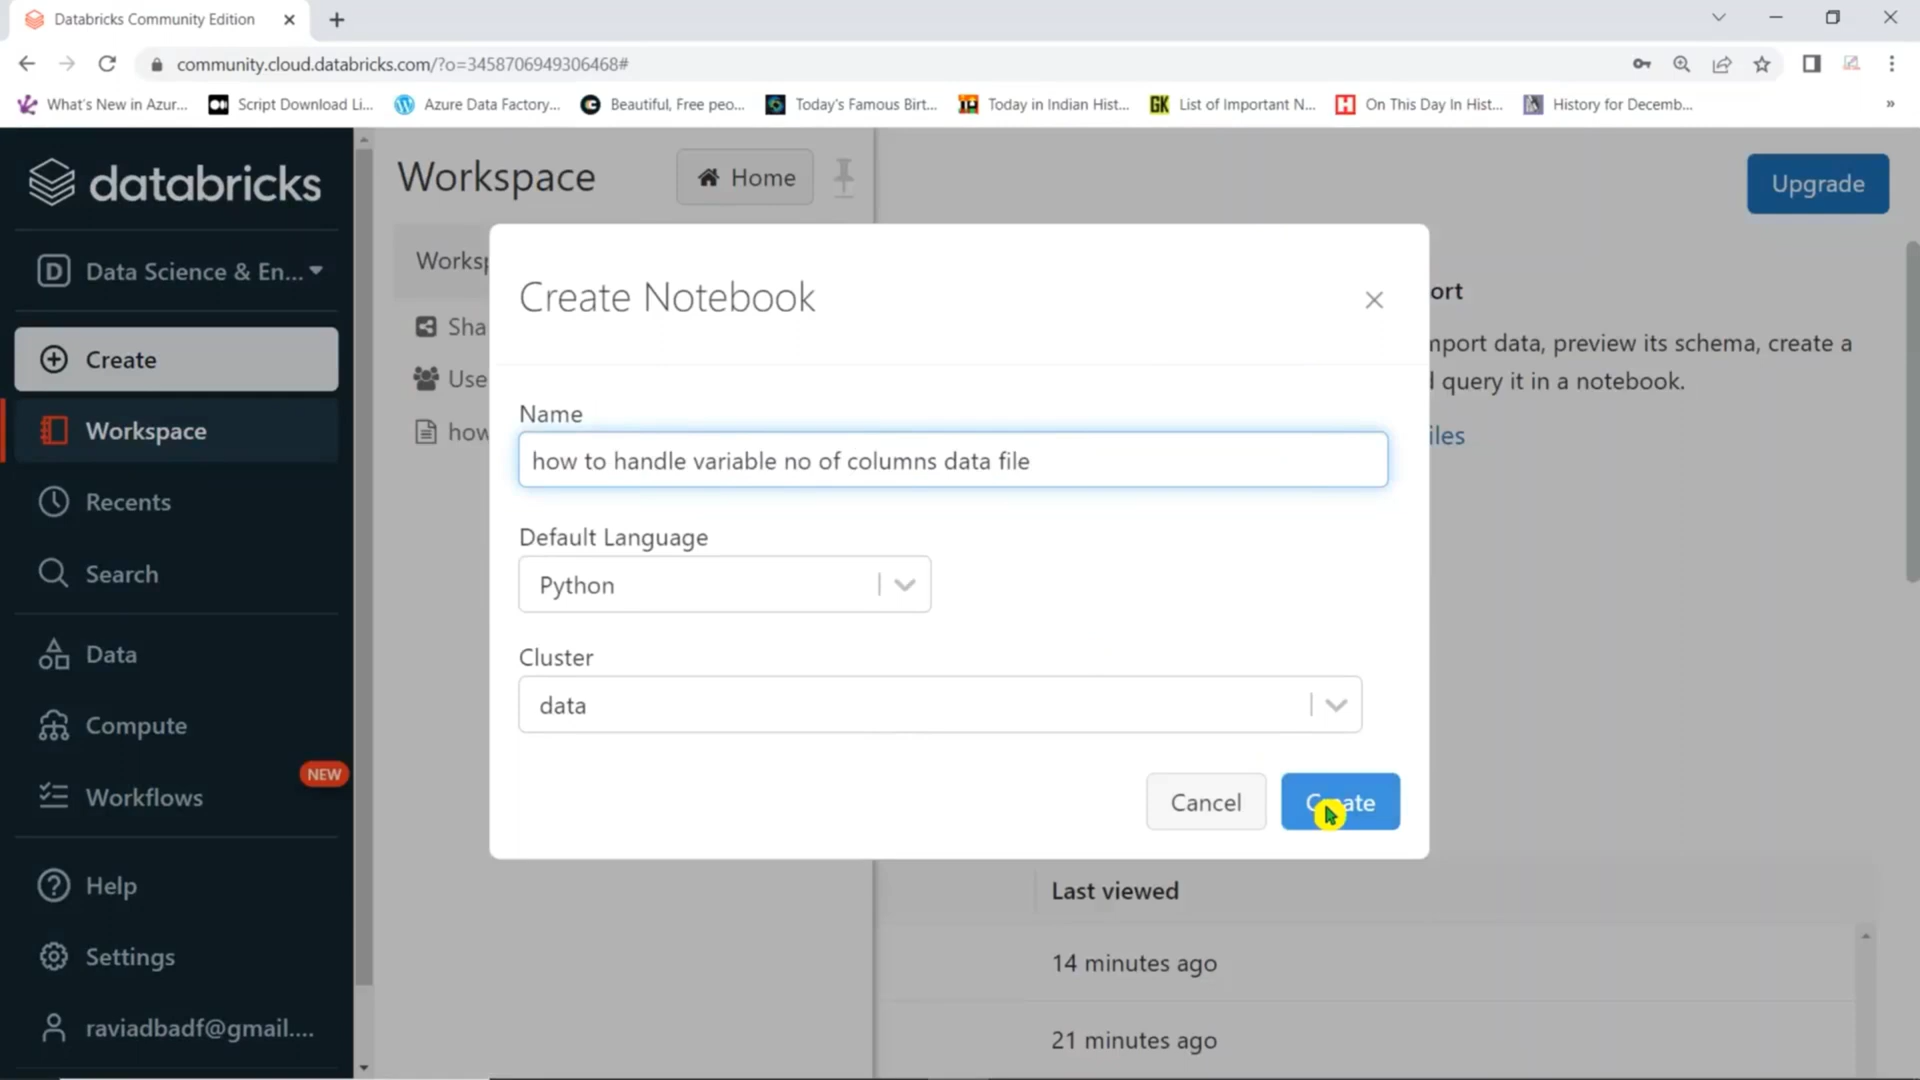 Databricks Community Edition
community.cloud.databricks.com/?o=3458706949306468#
What's New in Azur... Script Download Li... Azure Data Factory... Beautiful, Free peo... Today's Famous Birt... Today in Indian Hist... GK List of Important N... On This Day In Hist... History for Decemb... »
databricks
Workspace
Home
Upgrade
D Data Science & En...
Create
Workspace
Recents
Search
Data
Compute
NEW
Workflows
Help
Settings
raviadbadf@gmail....
Worksp
Sha
Use
how
Create Notebook
Name
how to handle variable no of columns data file
Default Language
Python
Cluster
data
Cancel
Create
ort
mport data, preview its schema, create a
query it in a notebook.
iles
Last viewed
14 minutes ago
21 minutes ago